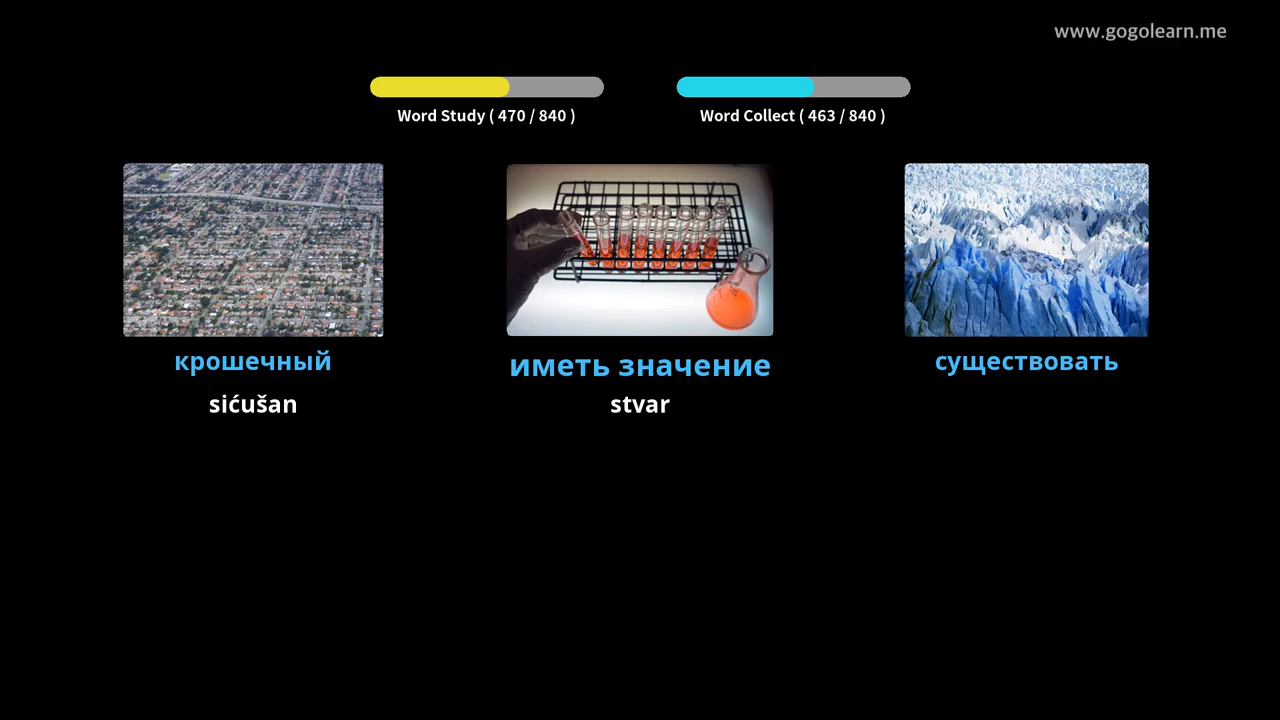 www.gogolearn.me
Word Study ( 470 / 840 )
Word Collect ( 463 / 840 )
крошечный
иметь значение
существовать
sićušan
stvar